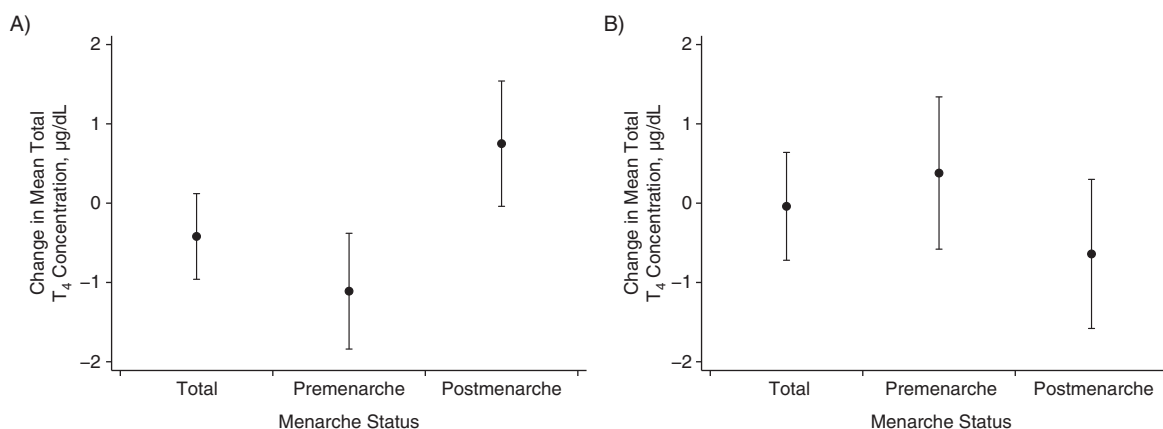 A)
Change in Mean Total
T4 Concentration, µg/dL
2
1
0
−1
−2
Total
Premenarche
Postmenarche
Menarche Status
B)
Change in Mean Total
T4 Concentration, µg/dL
2
1
0
−1
−2
Total
Premenarche
Postmenarche
Menarche Status